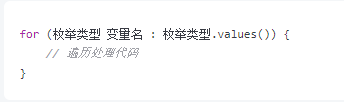 for (枚举类型 变量名 : 枚举类型.values()) {
// 遍历处理代码
}